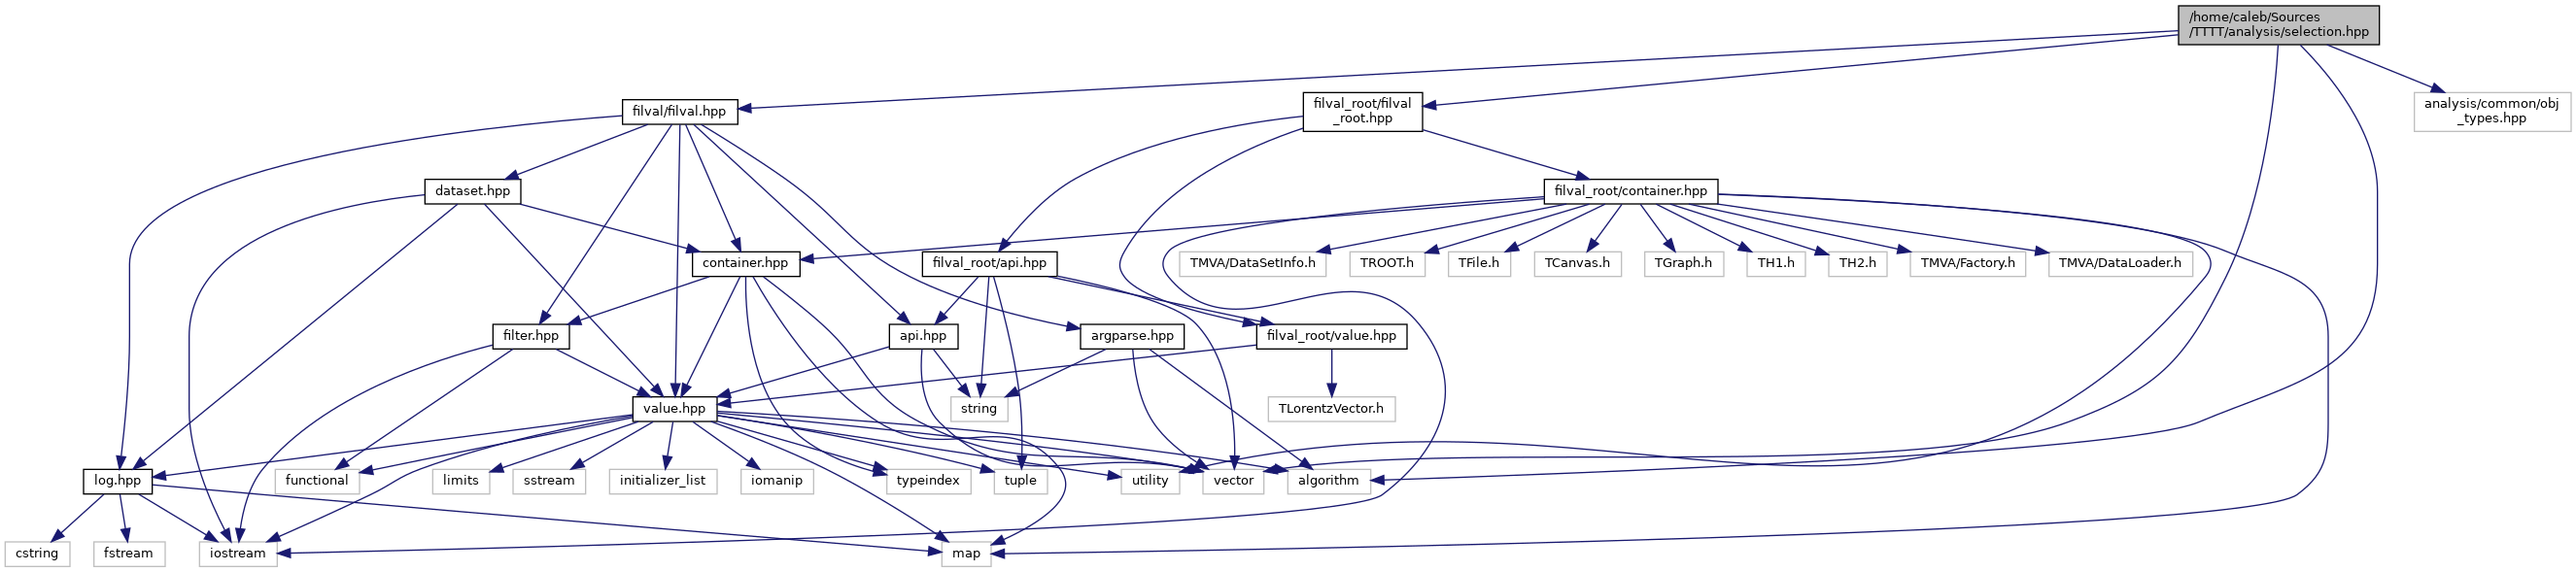 /home/caleb/Sources
/TTTT/analysis/selection.hpp
filval/filval.hpp
filval_root/filval
_root.hpp
analysis/common/obj
_types.hpp
dataset.hpp
filval_root/container.hpp
container.hpp
filval_root/api.hpp
TMVA/DataSetInfo.h
TROOT.h
TFile.h
TCanvas.h
TGraph.h
TH1.h
TH2.h
TMVA/Factory.h
TMVA/DataLoader.h
filter.hpp
api.hpp
argparse.hpp
filval_root/value.hpp
value.hpp
string
TLorentzVector.h
log.hpp
functional
limits
sstream
initializer_list
iomanip
typeindex
tuple
utility
vector
algorithm
cstring
fstream
iostream
map